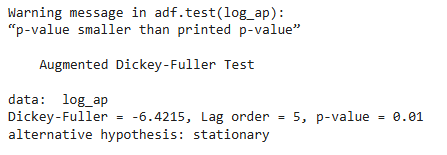 Warning message in adf.test(log_ap):
“p-value smaller than printed p-value”
Augmented Dickey-Fuller Test
data:  log_ap
Dickey-Fuller = -6.4215, Lag order = 5, p-value = 0.01
alternative hypothesis: stationary